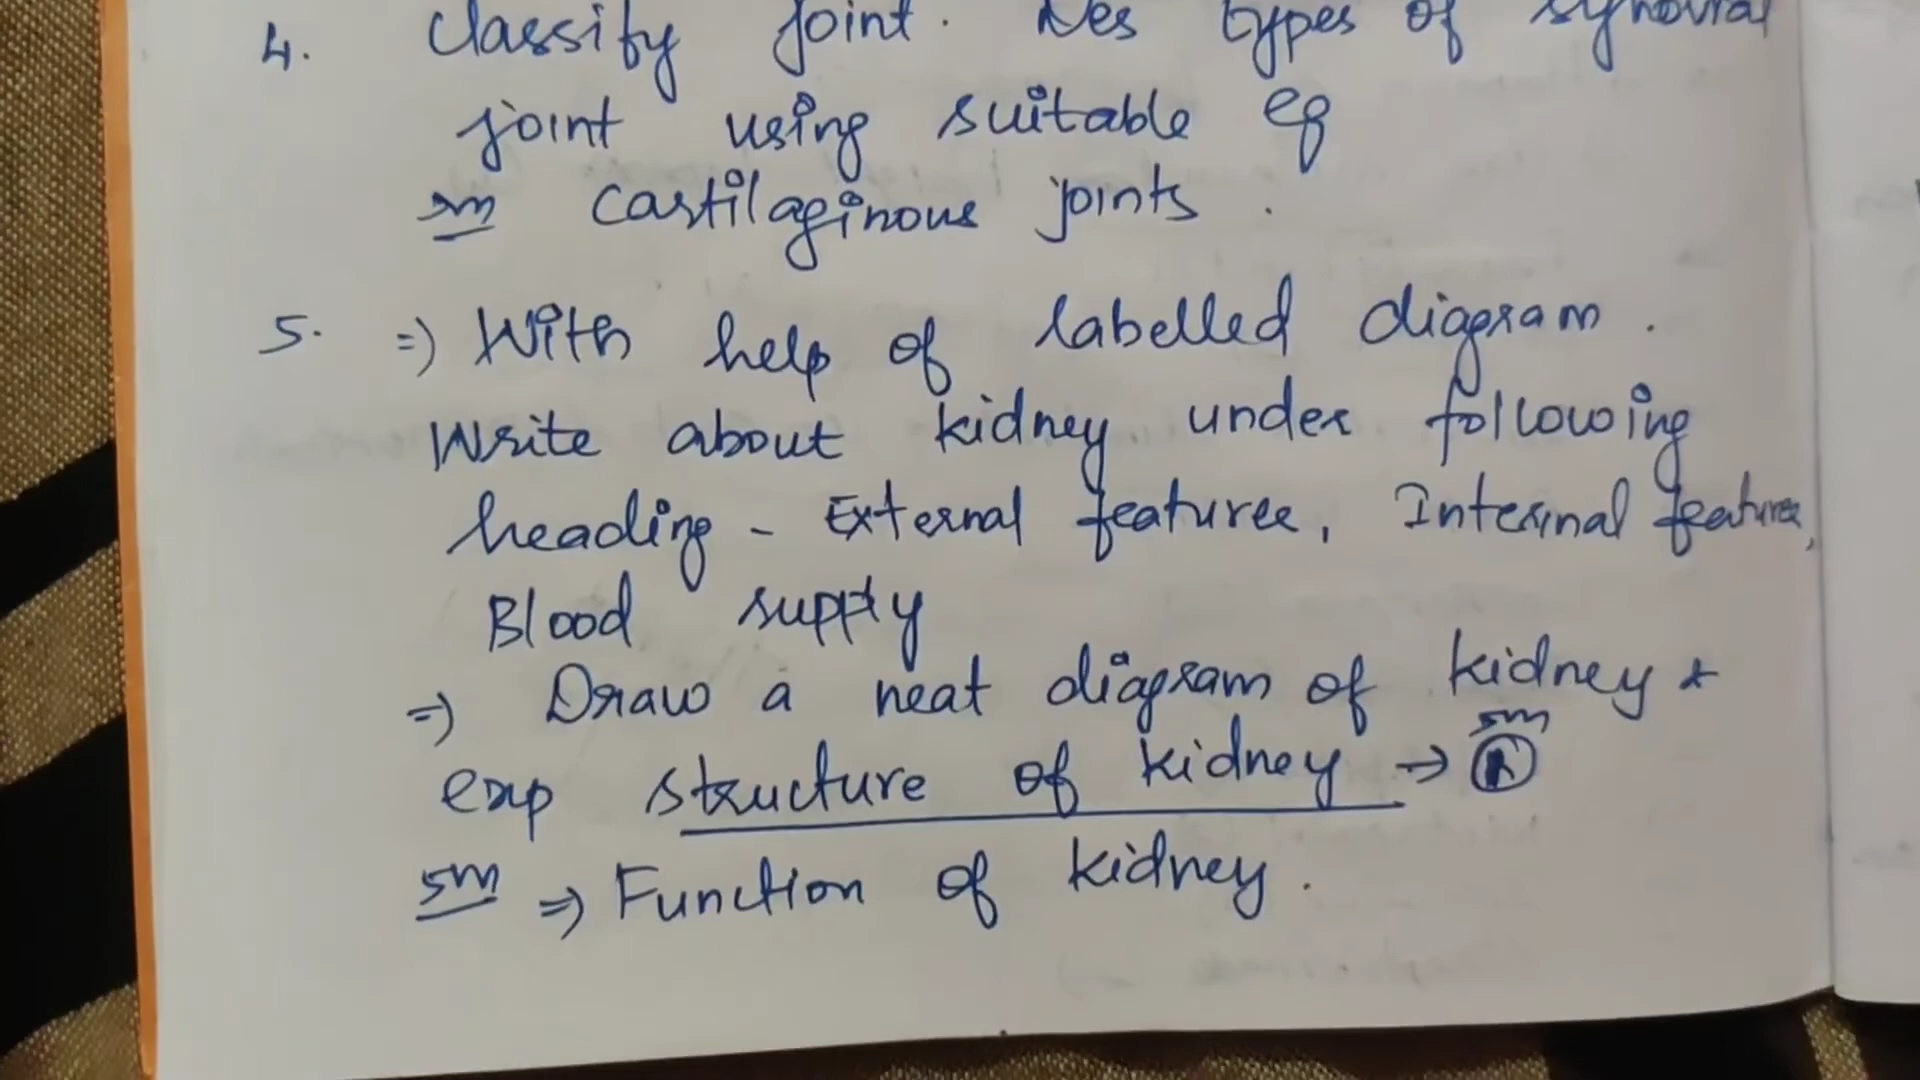 4. Classify joint. Des types of synovial
joint using suitable eg
5m cartilaginous joints.
5. => With help of labelled diagram.
Write about kidney under following
heading - External features, Internal features,
Blood supply
=> Draw a neat diagram of kidney +
exp structure of kidney → 5m R
5m => Function of kidney.